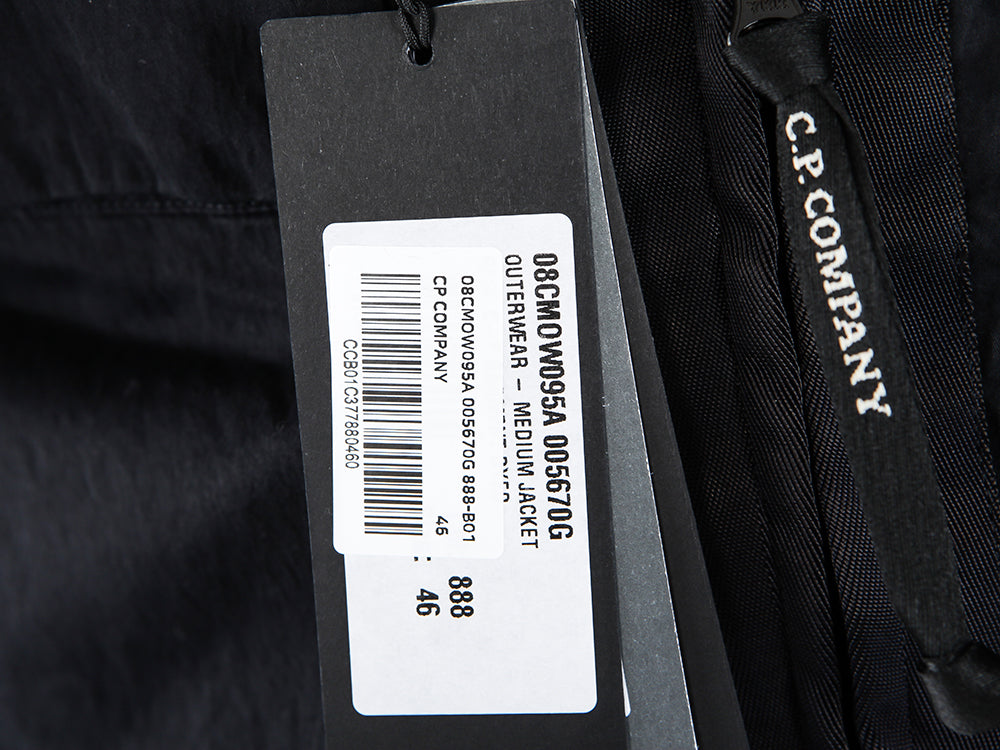 08CMOW095A 005670G
OUTERWEAR – MEDIUM JACKET
08CMOW095A 005670G 888-B01
CP COMPANY
46
CCB01C377880460
888
46
C.P. COMPANY